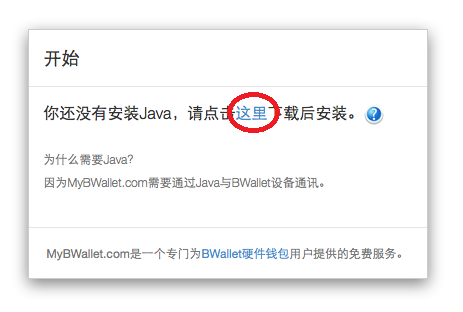 开始
你还没有安装Java，请点击这里下载后安装。
为什么需要Java?
因为MyBWallet.com需要通过Java与BWallet设备通讯。
MyBWallet.com是一个专门为BWallet硬件钱包用户提供的免费服务。